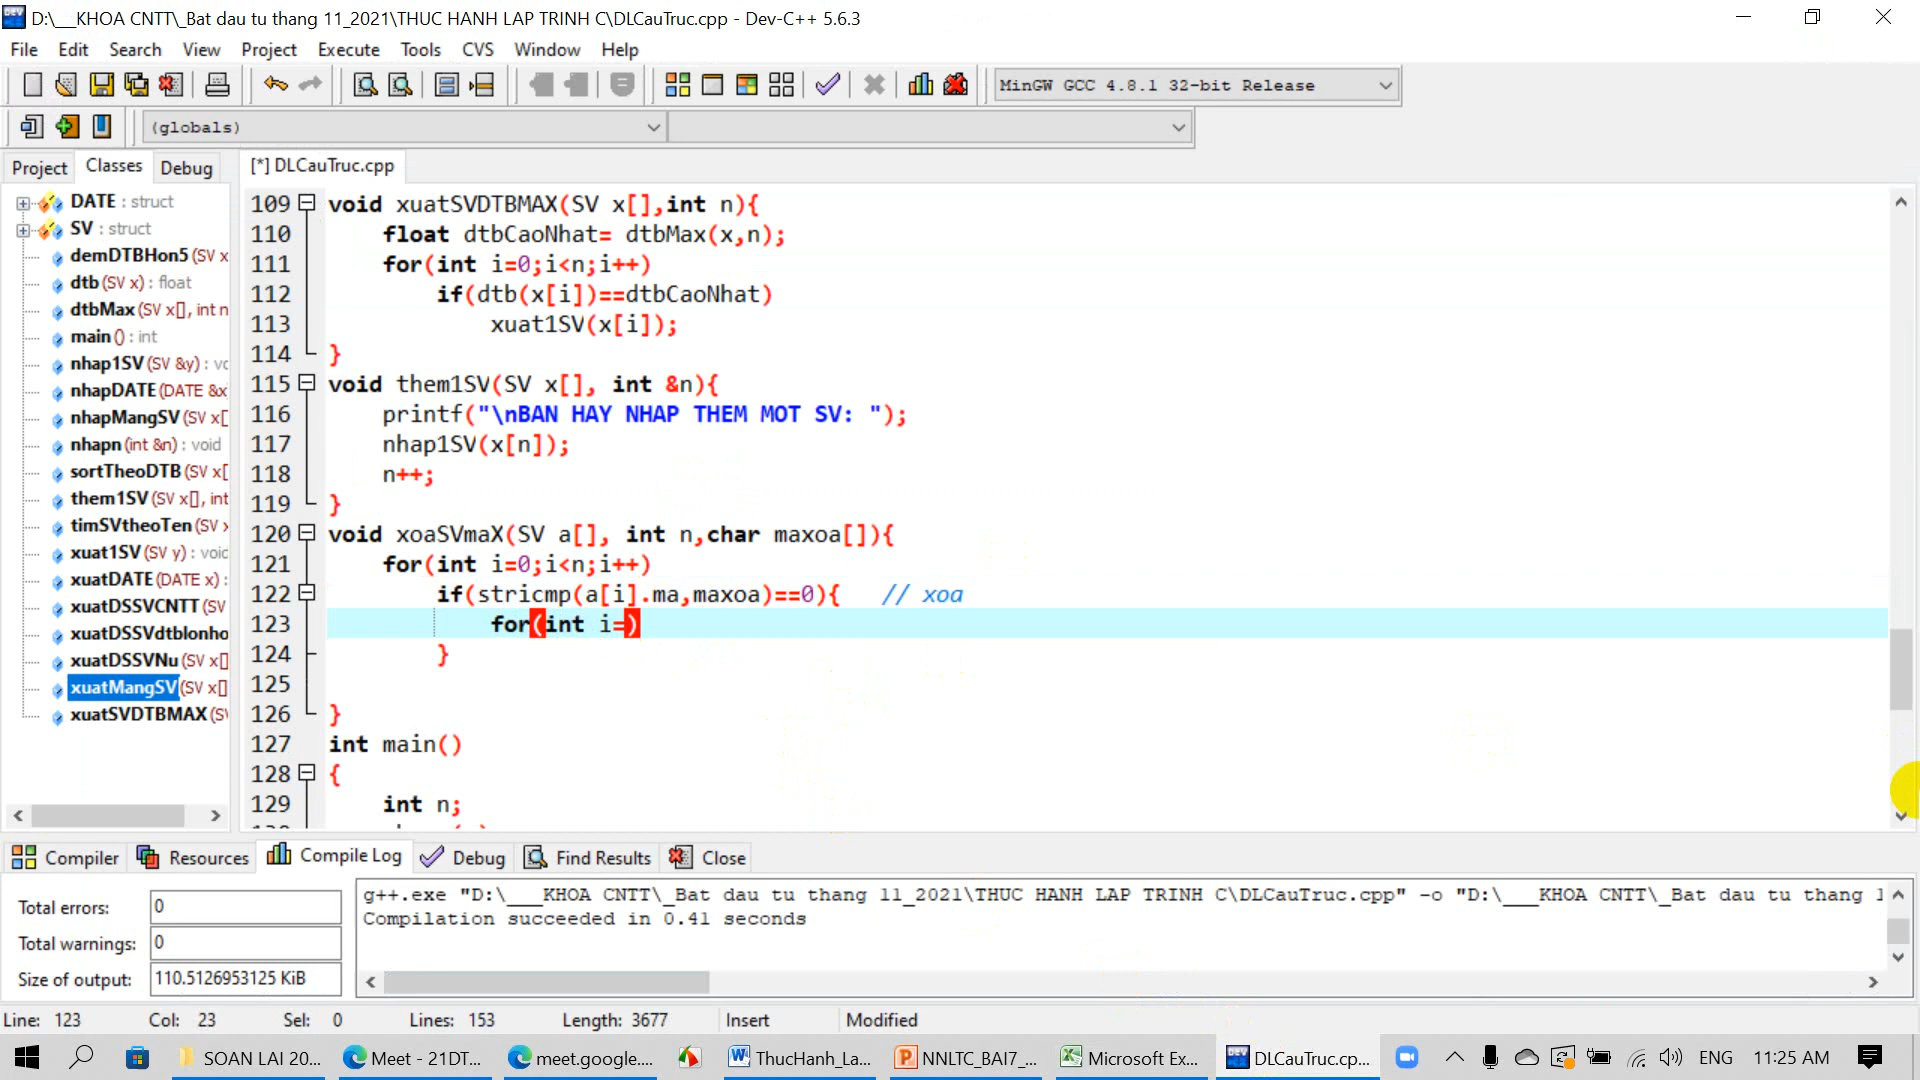 D:\___KHOA CNTT\_Bat dau tu thang 11_2021\THUC HANH LAP TRINH C\DLCauTruc.cpp - Dev-C++ 5.6.3
File Edit Search View Project Execute Tools CVS Window Help
MinGW GCC 4.8.1 32-bit Release
(globals)
Project Classes Debug
[*] DLCauTruc.cpp
DATE : struct
SV : struct
demDTBHon5 (SV x
dtb (SV x) : float
dtbMax (SV x[], int n
main () : int
nhap1SV (SV &y) : vo
nhapDATE (DATE &x
nhapMangSV (SV x[
nhapn (int &n) : void
sortTheoDTB (SV x[
them1SV (SV x[], int
timSVtheoTen (SV x
xuat1SV (SV y) : void
xuatDATE (DATE x) :
xuatDSSVCNTT (SV
xuatDSSVdtblonho
xuatDSSVNu (SV x[]
xuatMangSV (SV x[]
xuatSVDTBMAX (SV
109 void xuatSVDTBMAX(SV x[],int n){
110 float dtbCaoNhat= dtbMax(x,n);
111 for(int i=0;i<n;i++)
112 if(dtb(x[i])==dtbCaoNhat)
113 xuat1SV(x[i]);
114 }
115 void them1SV(SV x[], int &n){
116 printf("\nBAN HAY NHAP THEM MOT SV: ");
117 nhap1SV(x[n]);
118 n++;
119 }
120 void xoaSVmaX(SV a[], int n,char maxoa[]){
121 for(int i=0;i<n;i++)
122 if(stricmp(a[i].ma,maxoa)==0){ // xoa
123 for(int i=)
124 }
125
126 }
127 int main()
128 {
129 int n;
Compiler Resources Compile Log Debug Find Results Close
Total errors: 0
Total warnings: 0
Size of output: 110.5126953125 KiB
g++.exe "D:\___KHOA CNTT\_Bat dau tu thang 11_2021\THUC HANH LAP TRINH C\DLCauTruc.cpp" -o "D:\___KHOA CNTT\_Bat dau tu thang 1
Compilation succeeded in 0.41 seconds
Line: 123 Col: 23 Sel: 0 Lines: 153 Length: 3677 Insert Modified
SOAN LAI 20... Meet - 21DT... meet.google.... ThucHanh_La... NNLTC_BAI7_... Microsoft Ex... DLCauTruc.cp... ENG 11:25 AM